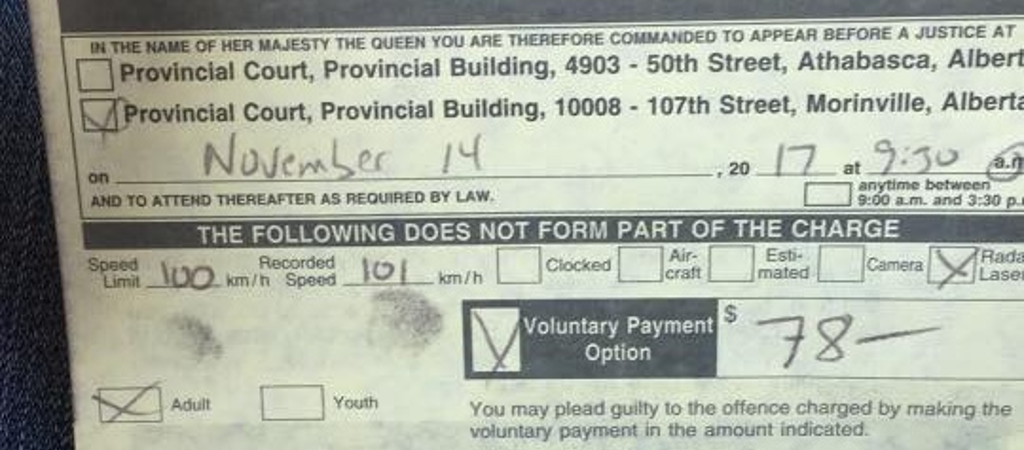 IN THE NAME OF HER MAJESTY THE QUEEN YOU ARE THEREFORE COMMANDED TO APPEAR BEFORE A JUSTICE AT
Provincial Court, Provincial Building, 4903 - 50th Street, Athabasca, Albert
Provincial Court, Provincial Building, 10008 - 107th Street, Morinville, Alberta
on November 14, 20 17 at 9:30 a.m
AND TO ATTEND THEREAFTER AS REQUIRED BY LAW.
anytime between
9:00 a.m. and 3:30 p.
THE FOLLOWING DOES NOT FORM PART OF THE CHARGE
Speed Limit 100 km/h Recorded Speed 101 km/h Clocked Air-craft Esti-mated Camera Rada Laser
Voluntary Payment $ 78—
Option
Adult Youth
You may plead guilty to the offence charged by making the
voluntary payment in the amount indicated.